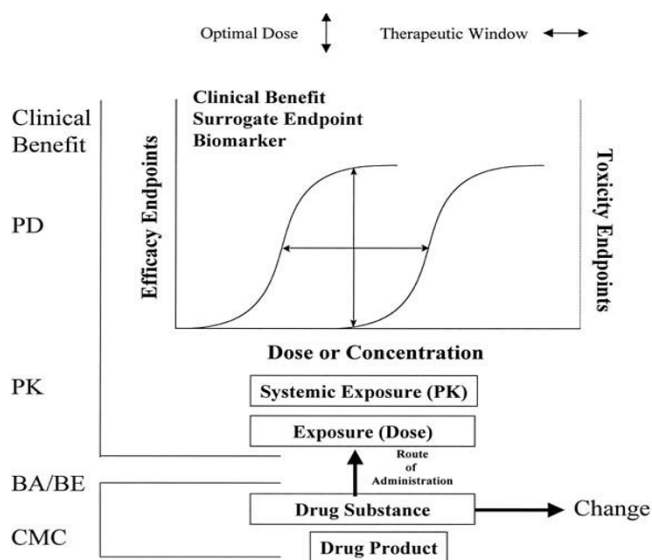 Optimal Dose
Therapeutic Window
Clinical Benefit
Surrogate Endpoint
Biomarker
Clinical
Benefit
PD
Efficacy Endpoints
Toxicity Endpoints
Dose or Concentration
PK
Systemic Exposure (PK)
Exposure (Dose)
Route
of
Administration
BA/BE
Drug Substance
Change
CMC
Drug Product